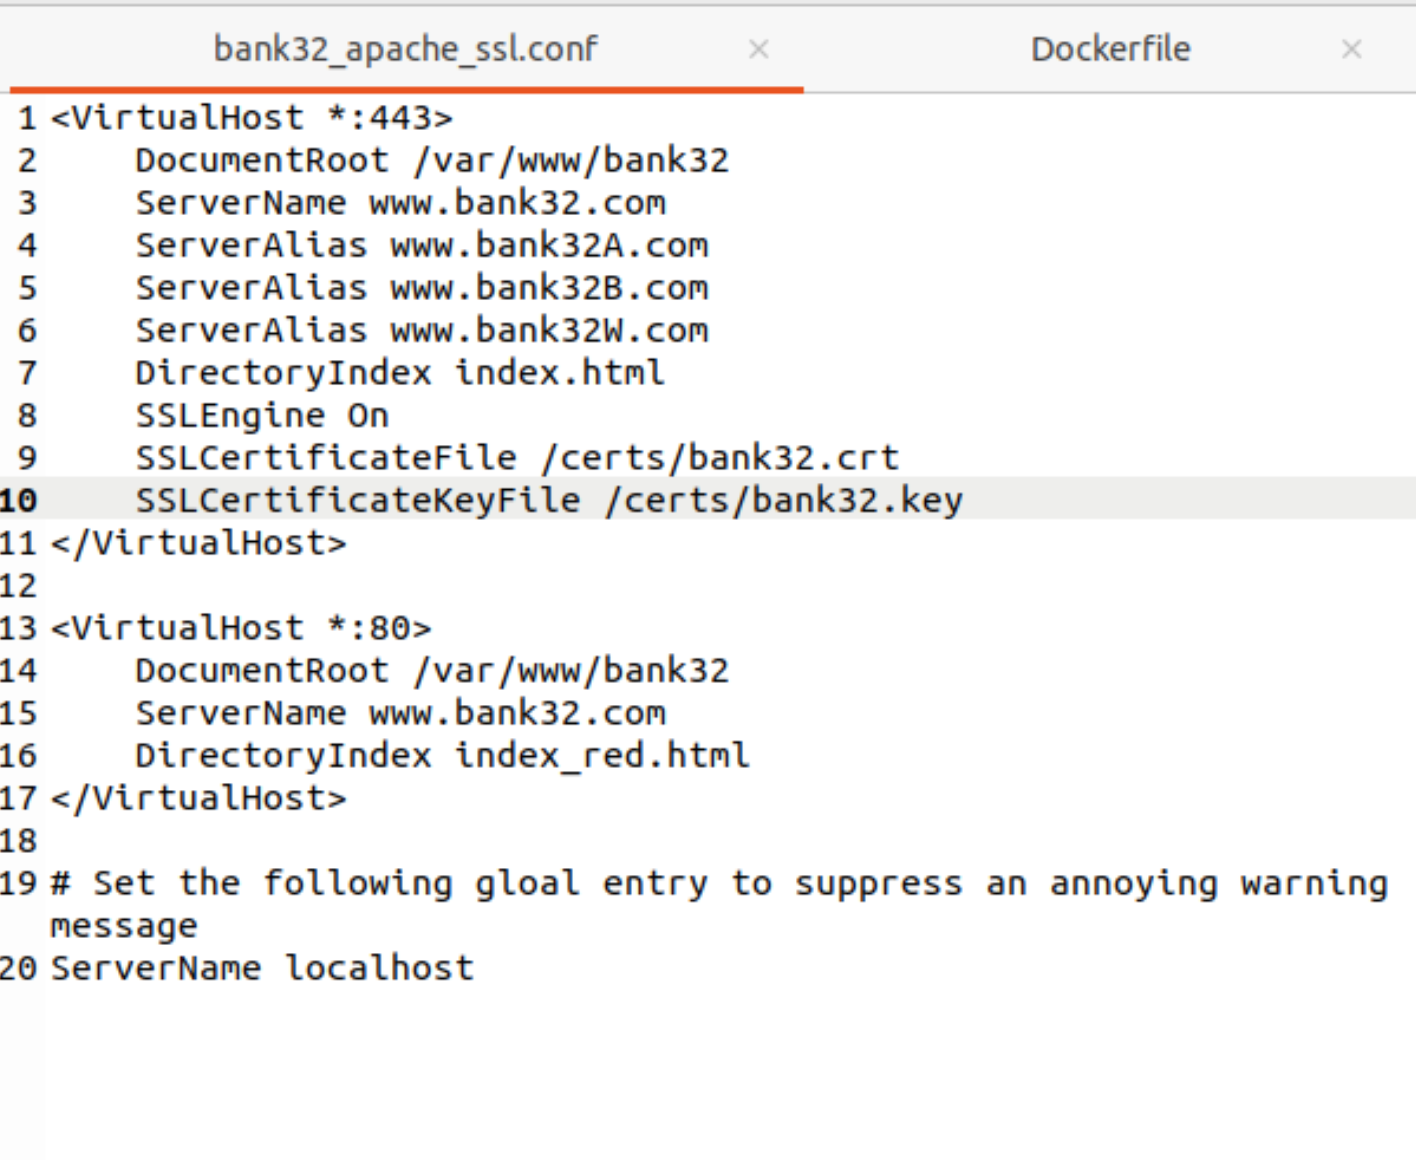 bank32_apache_ssl.conf × Dockerfile ×
1 <VirtualHost *:443>
2     DocumentRoot /var/www/bank32
3     ServerName www.bank32.com
4     ServerAlias www.bank32A.com
5     ServerAlias www.bank32B.com
6     ServerAlias www.bank32W.com
7     DirectoryIndex index.html
8     SSLEngine On
9     SSLCertificateFile /certs/bank32.crt
10     SSLCertificateKeyFile /certs/bank32.key
11 </VirtualHost>
12
13 <VirtualHost *:80>
14     DocumentRoot /var/www/bank32
15     ServerName www.bank32.com
16     DirectoryIndex index_red.html
17 </VirtualHost>
18
19 # Set the following gloal entry to suppress an annoying warning
message
20 ServerName localhost